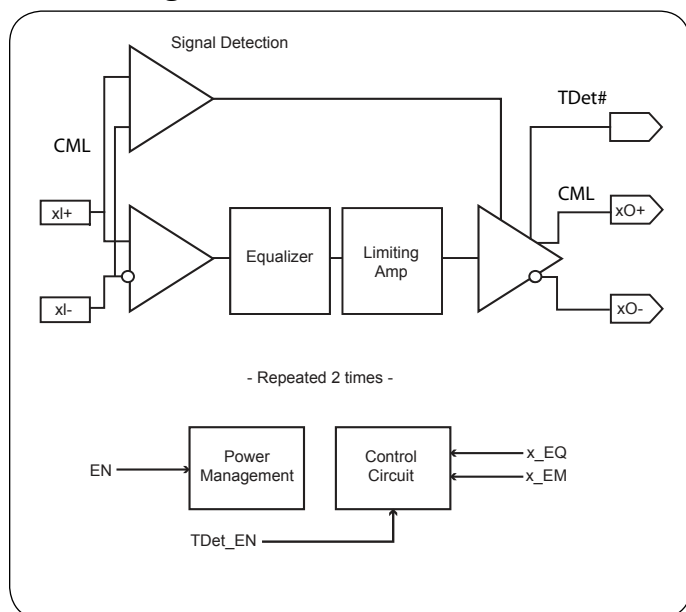 Signal Detection
TDet#
CML
CML
xI+
xO+
Equalizer
Limiting
Amp
xI-
xO-
- Repeated 2 times -
Power
Management
Control
Circuit
EN
x_EQ
x_EM
TDet_EN